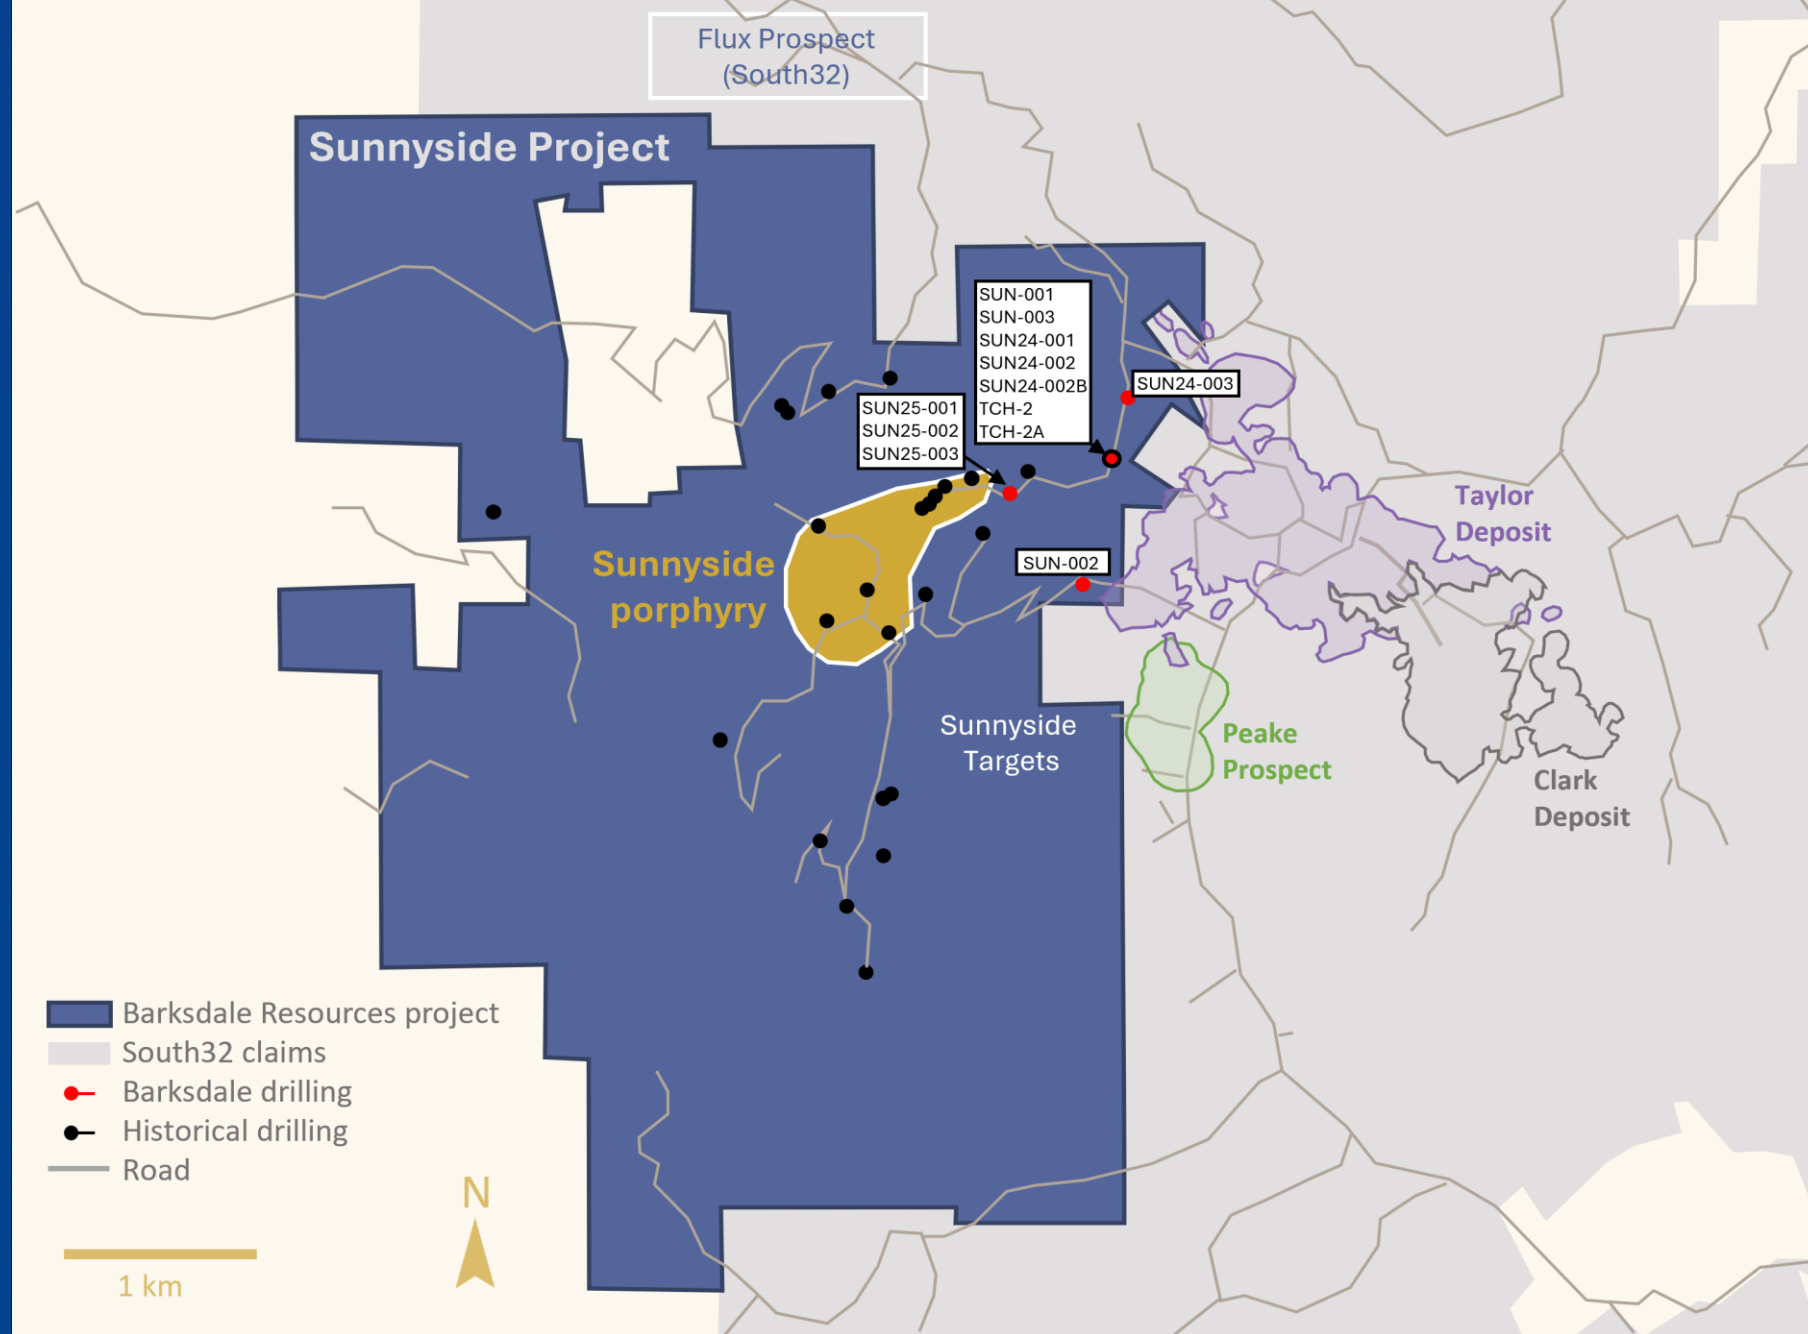 Flux Prospect
(South32)
Sunnyside Project
SUN-001
SUN-003
SUN24-001
SUN24-002
SUN24-002B
TCH-2
TCH-2A
SUN24-003
SUN25-001
SUN25-002
SUN25-003
Taylor
Deposit
SUN-002
Sunnyside
porphyry
Sunnyside
Targets
Peake
Prospect
Clark
Deposit
Barksdale Resources project
South32 claims
Barksdale drilling
Historical drilling
Road
N
1 km